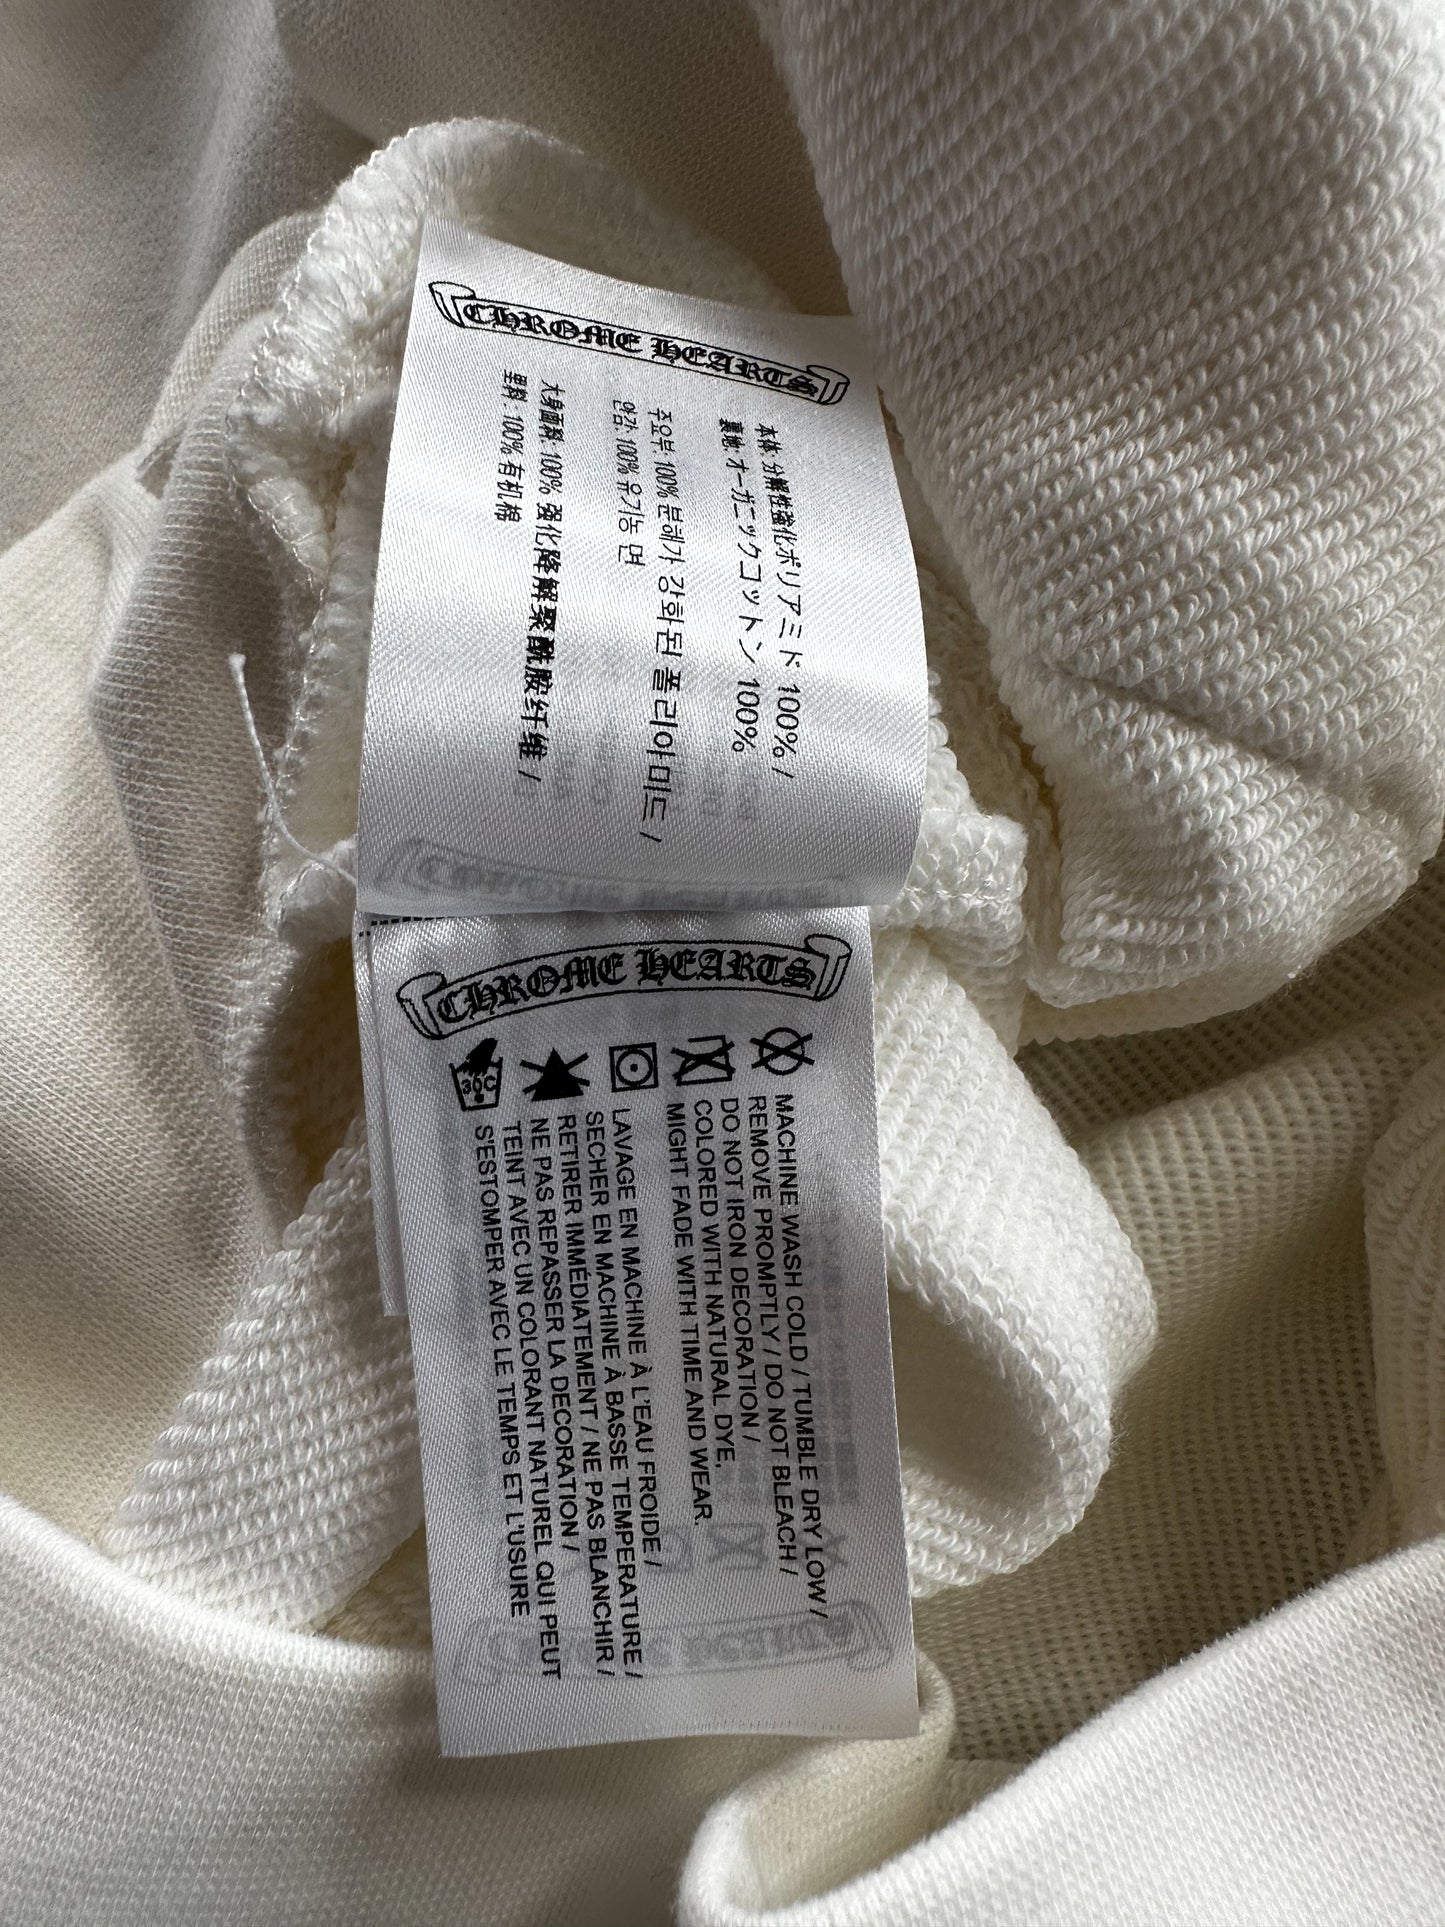 CHROME HEARTS
本体: 分解性強化ポリアミド 100% /
裏地: オーガニックコットン 100%
주요부: 100% 분해가 강화된 폴리아미드 /
안감: 100% 유기농 면
大身面料: 100% 强化降解聚酰胺纤维 /
里料: 100% 有机棉
CHROME HEARTS
MACHINE WASH COLD / TUMBLE DRY LOW /
REMOVE PROMPTLY / DO NOT BLEACH /
DO NOT IRON DECORATION /
COLORED WITH NATURAL DYE,
MIGHT FADE WITH TIME AND WEAR.
LAVAGE EN MACHINE À L'EAU FROIDE /
SECHER EN MACHINE À BASSE TEMPERATURE /
RETIRER IMMÉDIATEMENT / NE PAS BLANCHIR /
NE PAS REPASSER LA DECORATION /
TEINT AVEC UN COLORANT NATUREL QUI PEUT
S'ESTOMPER AVEC LE TEMPS ET L'USURE
30C